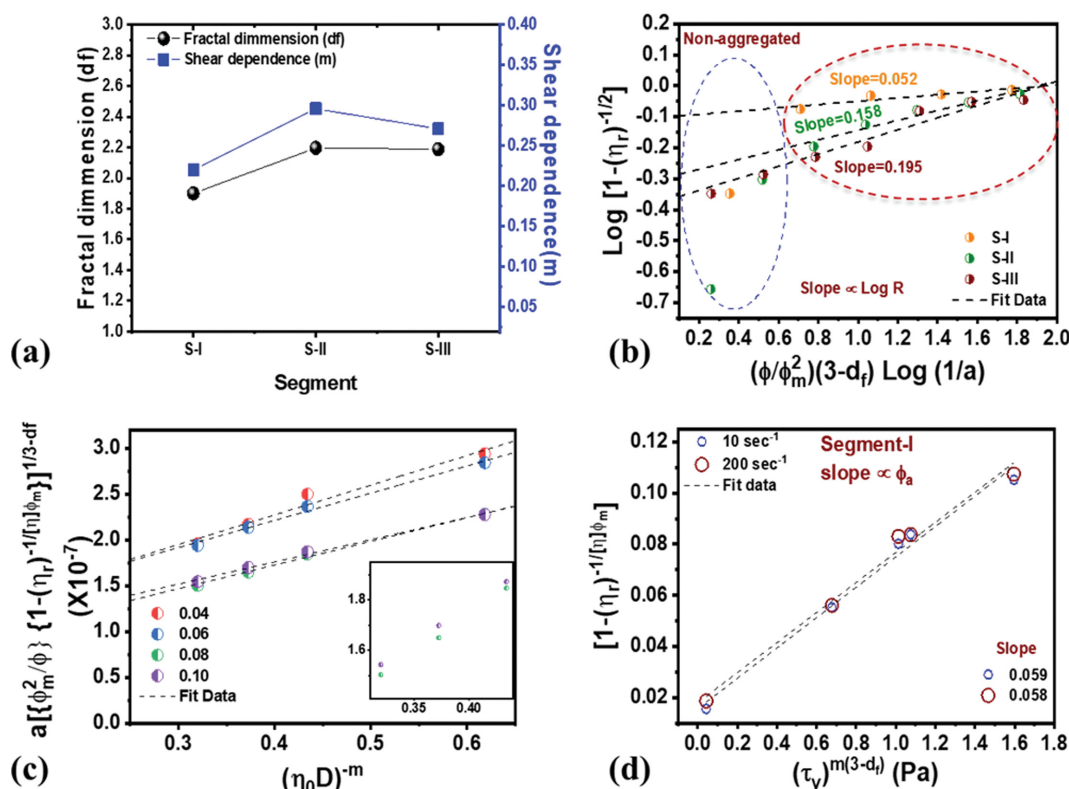 Fractal dimmension (df)
Shear dependence (m)
Fractal dimmension (df)
3.0
2.8
2.6
2.4
2.2
2.0
1.8
1.6
1.4
1.2
1.0
0.40
0.35
0.30
0.25
0.20
0.15
0.10
0.05
Shear dependence(m)
S-I
S-II
S-III
Segment
(a)
Non-aggregated
Slope=0.052
Slope=0.158
Slope=0.195
S-I
S-II
S-III
Fit Data
Slope ∝ Log R
Log [1-(ηr)^-1/2]
0.2
0.1
0.0
-0.1
-0.2
-0.3
-0.4
-0.5
-0.6
-0.7
0.2 0.4 0.6 0.8 1.0 1.2 1.4 1.6 1.8 2.0
(ϕ/ϕm^2)(3-df) Log (1/a)
(b)
a[{ϕm^2/ϕ} {1-(ηr)^-1/[η]ϕm}]^1/3-df
(X10^-7)
3.0
2.5
2.0
1.5
1.0
0.5
0.0
0.04
0.06
0.08
0.10
Fit Data
1.8
1.6
0.35 0.40
0.3 0.4 0.5 0.6
(η0D)^-m
(c)
10 sec^-1
200 sec^-1
Fit data
Segment-I
slope ∝ ϕa
[1-(ηr)^-1/[η]ϕm]
0.12
0.10
0.08
0.06
0.04
0.02
Slope
0.059
0.058
0.0 0.2 0.4 0.6 0.8 1.0 1.2 1.4 1.6 1.8
(τy)^m(3-df) (Pa)
(d)